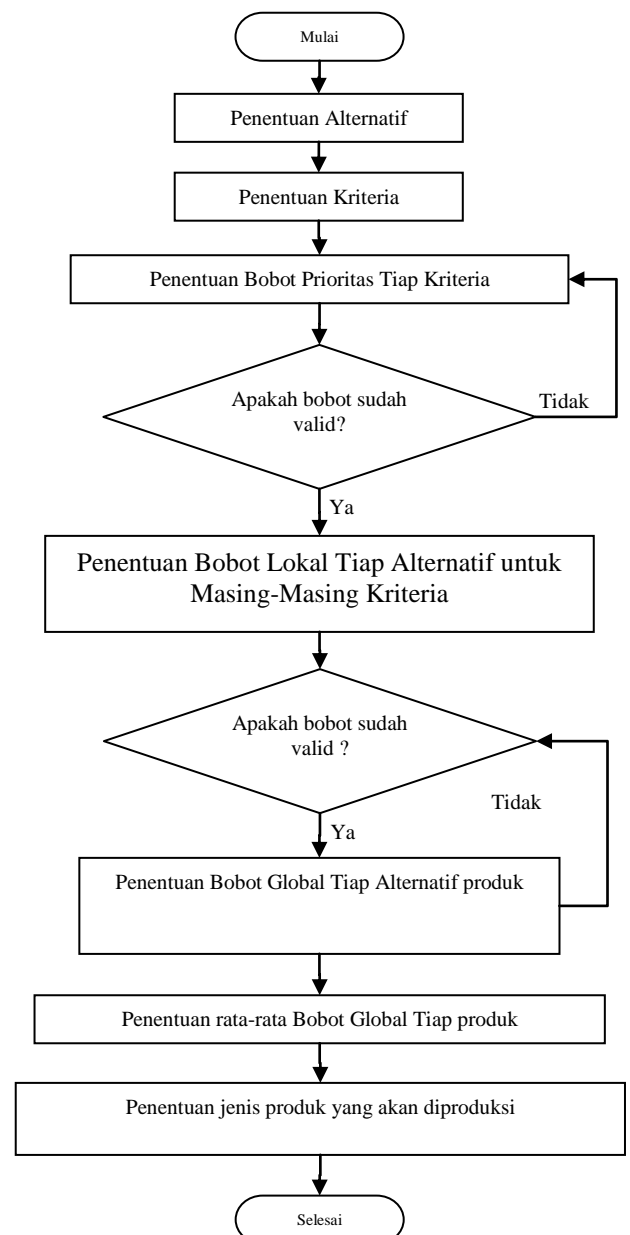 Mulai
Penentuan Alternatif
Penentuan Kriteria
Penentuan Bobot Prioritas Tiap Kriteria
Apakah bobot sudah
valid?
Tidak
Ya
Penentuan Bobot Lokal Tiap Alternatif untuk
Masing-Masing Kriteria
Apakah bobot sudah
valid ?
Tidak
Ya
Penentuan Bobot Global Tiap Alternatif produk
Penentuan rata-rata Bobot Global Tiap produk
Penentuan jenis produk yang akan diproduksi
Selesai